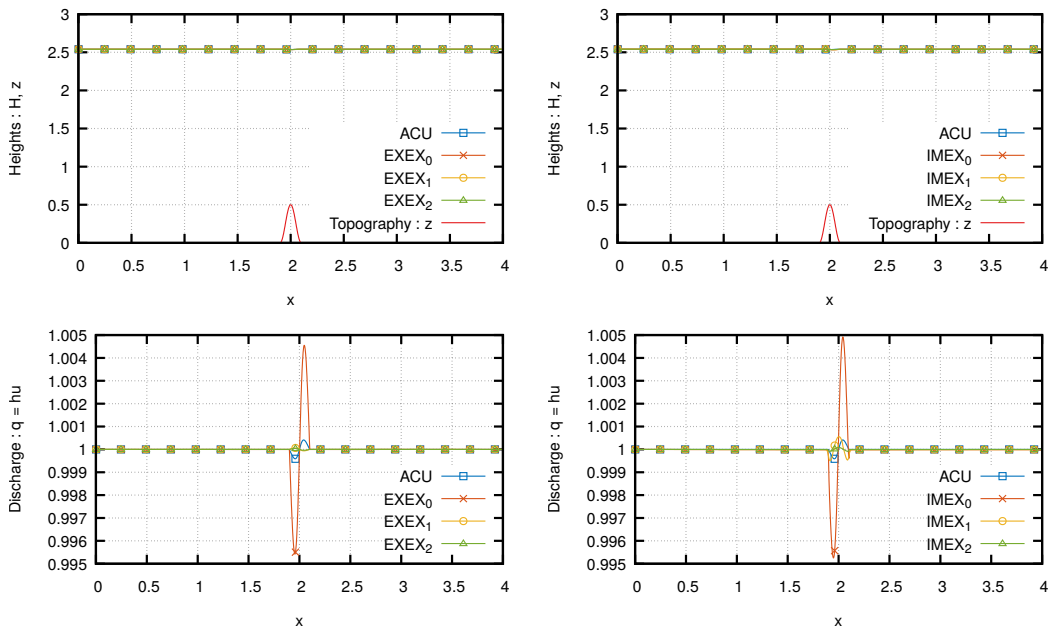 Heights : H, z
3
2.5
2
1.5
1
0.5
0
ACU
EXEX₀
EXEX₁
EXEX₂
Topography : z
0 0.5 1 1.5 2 2.5 3 3.5 4
x
Heights : H, z
3
2.5
2
1.5
1
0.5
0
ACU
IMEX₀
IMEX₁
IMEX₂
Topography : z
0 0.5 1 1.5 2 2.5 3 3.5 4
x
Discharge : q = hu
1.005
1.004
1.003
1.002
1.001
1
0.999
0.998
0.997
0.996
0.995
ACU
EXEX₀
EXEX₁
EXEX₂
0 0.5 1 1.5 2 2.5 3 3.5 4
x
Discharge : q = hu
1.005
1.004
1.003
1.002
1.001
1
0.999
0.998
0.997
0.996
0.995
ACU
IMEX₀
IMEX₁
IMEX₂
0 0.5 1 1.5 2 2.5 3 3.5 4
x